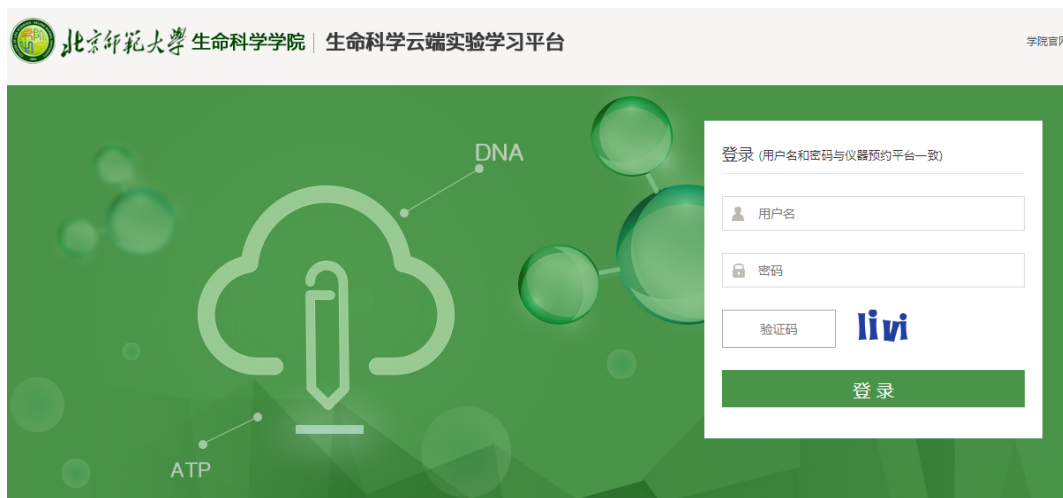 北京师范大学 生命科学学院 | 生命科学云端实验学习平台
学院官网
DNA
ATP
登录 (用户名和密码与仪器预约平台一致)
用户名
密码
验证码 livi
登 录